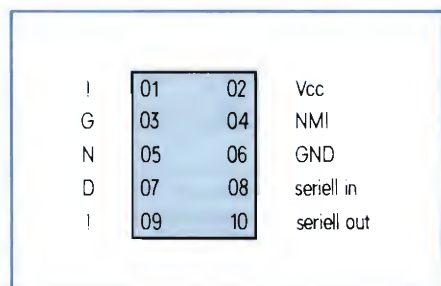 ! 01 02 Vcc
G 03 04 NMI
N 05 06 GND
D 07 08 seriell in
! 09 10 seriell out